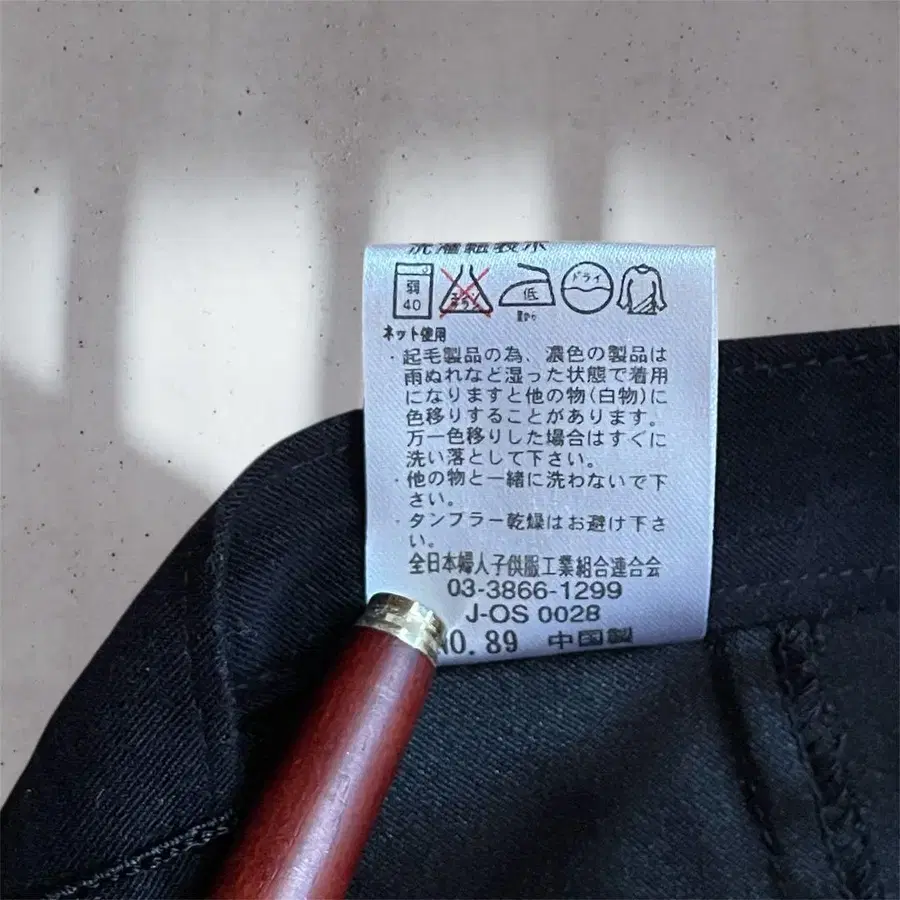 弱 エンソ ドライ
40 サラシ 低
ネット使用
・起毛製品の為、濃色の製品は
雨ぬれなど湿った状態で着用
になりますと他の物(白物)に
色移りすることがあります。
万一色移りした場合はすぐに
洗い落として下さい。
・他の物と一緒に洗わないで下
さい。
・タンブラー乾燥はお避け下さ
い。
全日本婦人子供服工業組合連合会
03-3866-1299
J-OS 0028
NO. 89 中国製